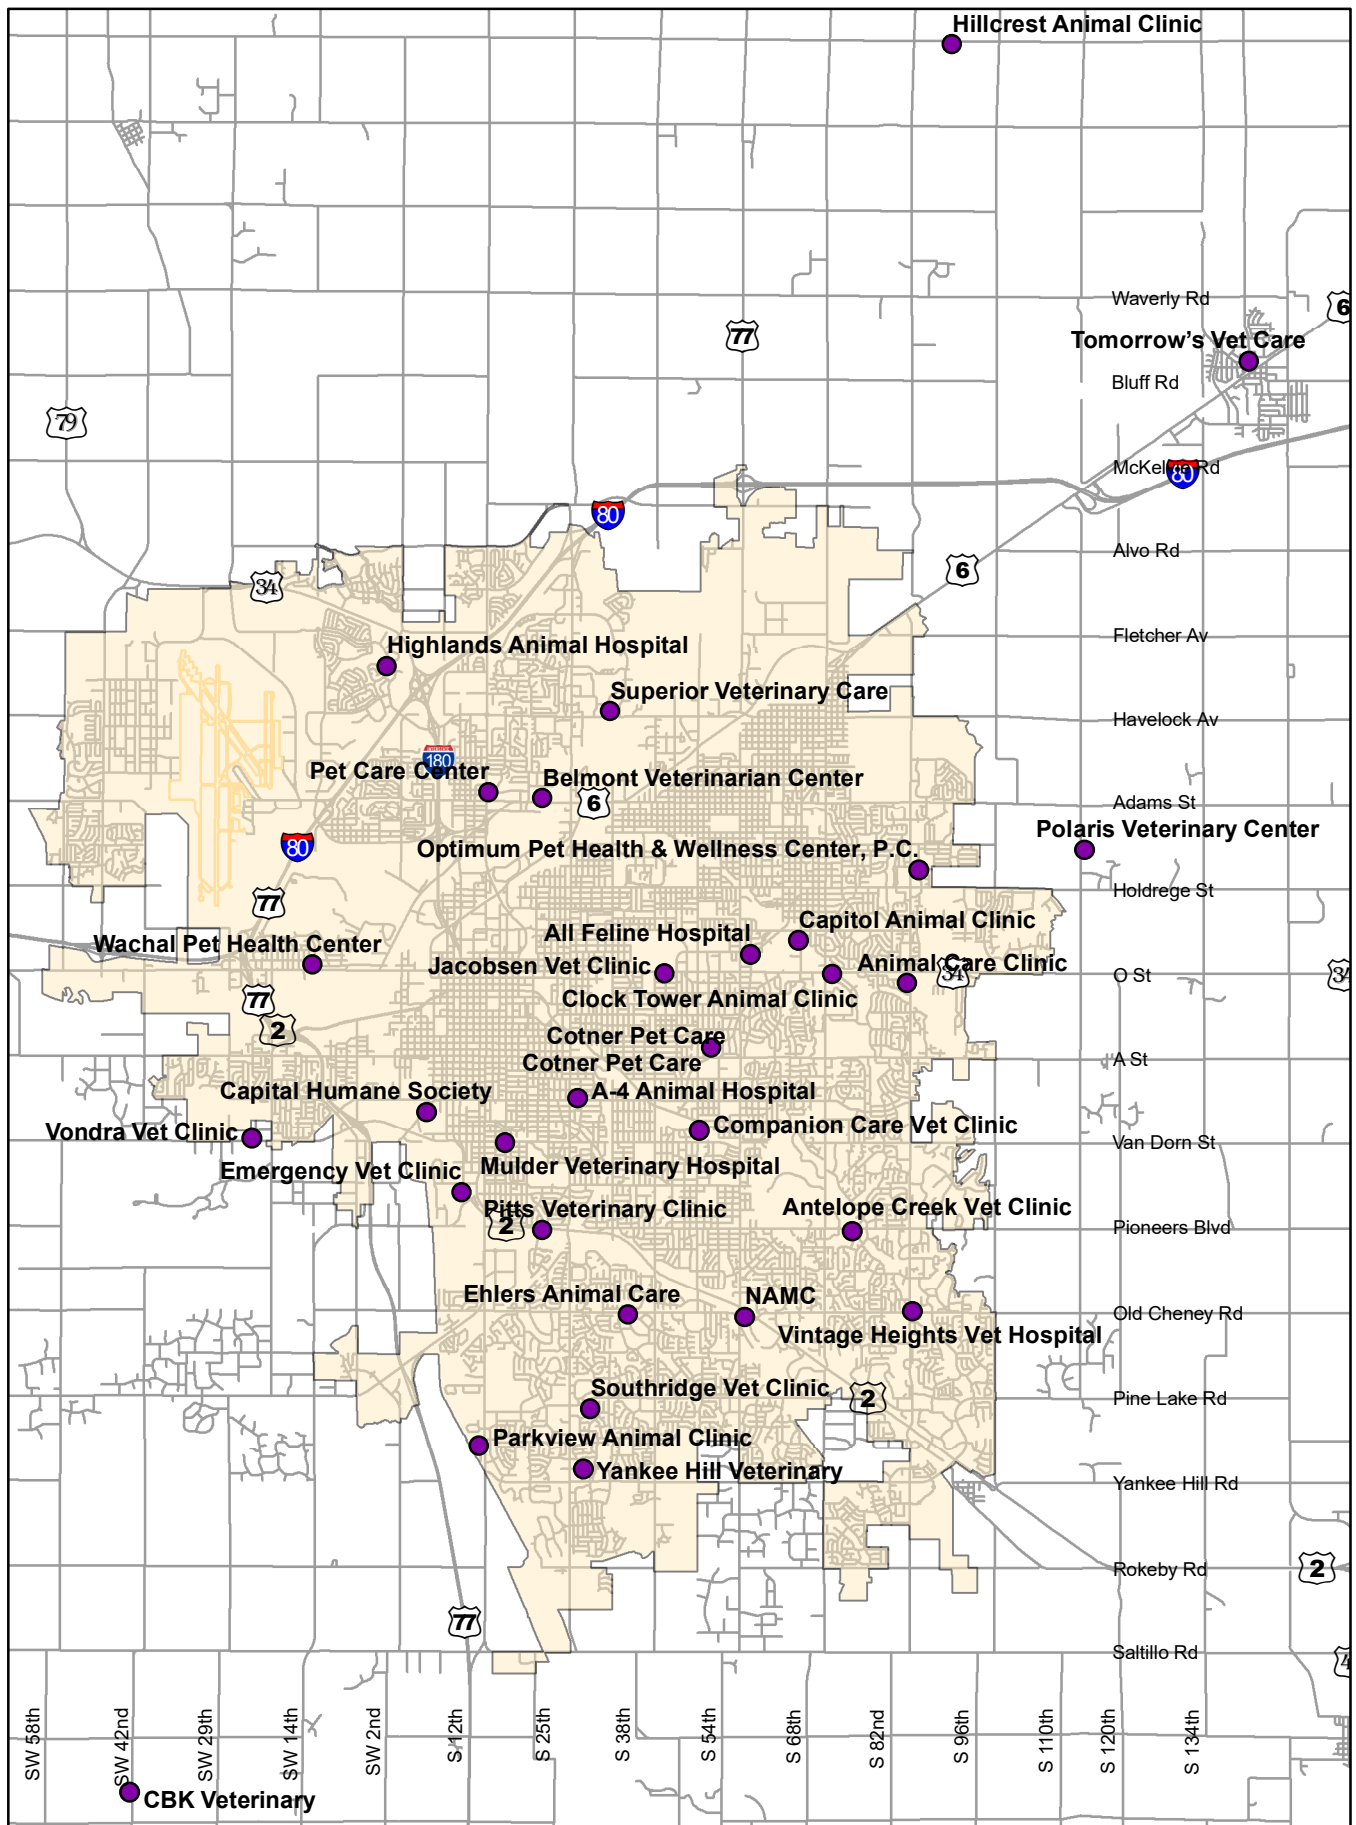 Hillcrest Animal Clinic
Waverly Rd
6
77
Tomorrow's Vet Care
Bluff Rd
79
McKelvie Rd
80
80
Alvo Rd
6
34
Fletcher Av
Highlands Animal Hospital
Superior Veterinary Care
Havelock Av
180
Pet Care Center
Belmont Veterinarian Center
6
Adams St
Polaris Veterinary Center
80
Optimum Pet Health & Wellness Center, P.C.
Holdrege St
77
Capitol Animal Clinic
All Feline Hospital
Wachal Pet Health Center
Jacobsen Vet Clinic
Animal Care Clinic
34
O St
34
77
Clock Tower Animal Clinic
2
Cotner Pet Care
Cotner Pet Care
A St
Capital Humane Society
A-4 Animal Hospital
Vondra Vet Clinic
Companion Care Vet Clinic
Van Dorn St
Emergency Vet Clinic
Mulder Veterinary Hospital
Pitts Veterinary Clinic
2
Antelope Creek Vet Clinic
Pioneers Blvd
Ehlers Animal Care
NAMC
Old Cheney Rd
Vintage Heights Vet Hospital
Southridge Vet Clinic
2
Pine Lake Rd
Parkview Animal Clinic
Yankee Hill Veterinary
Yankee Hill Rd
Rokeby Rd
2
77
Saltillo Rd
4
SW 58th
SW 42nd
SW 29th
SW 14th
SW 2nd
S 12th
S 25th
S 38th
S 54th
S 68th
S 82nd
S 96th
S 110th
S 120th
S 134th
CBK Veterinary